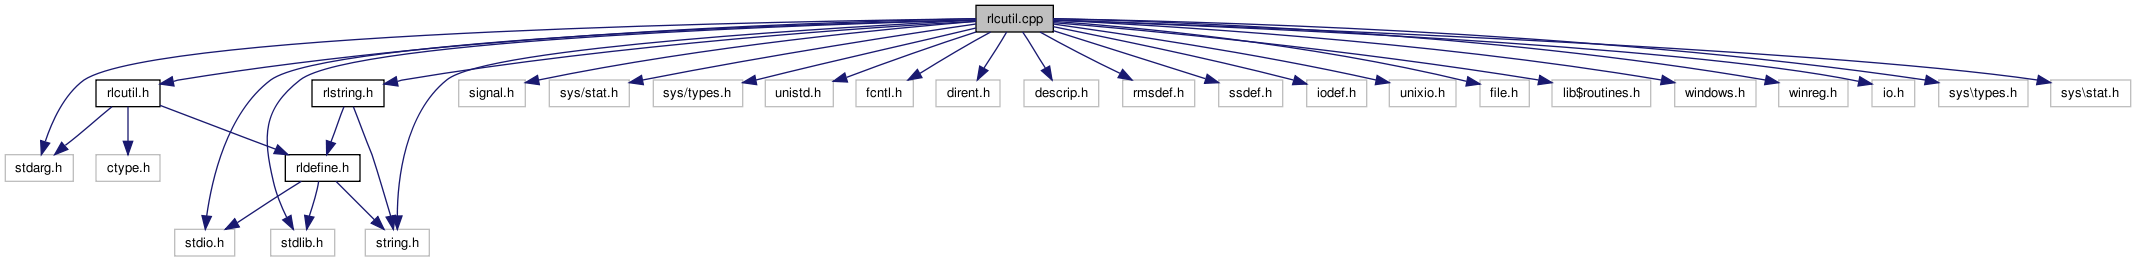 rlcutil.cpp
rlcutil.h
rlstring.h
signal.h
sys/stat.h
sys/types.h
unistd.h
fcntl.h
dirent.h
descrip.h
rmsdef.h
ssdef.h
iodef.h
unixio.h
file.h
lib$routines.h
windows.h
winreg.h
io.h
sys\types.h
sys\stat.h
stdarg.h
ctype.h
rldefine.h
stdio.h
stdlib.h
string.h